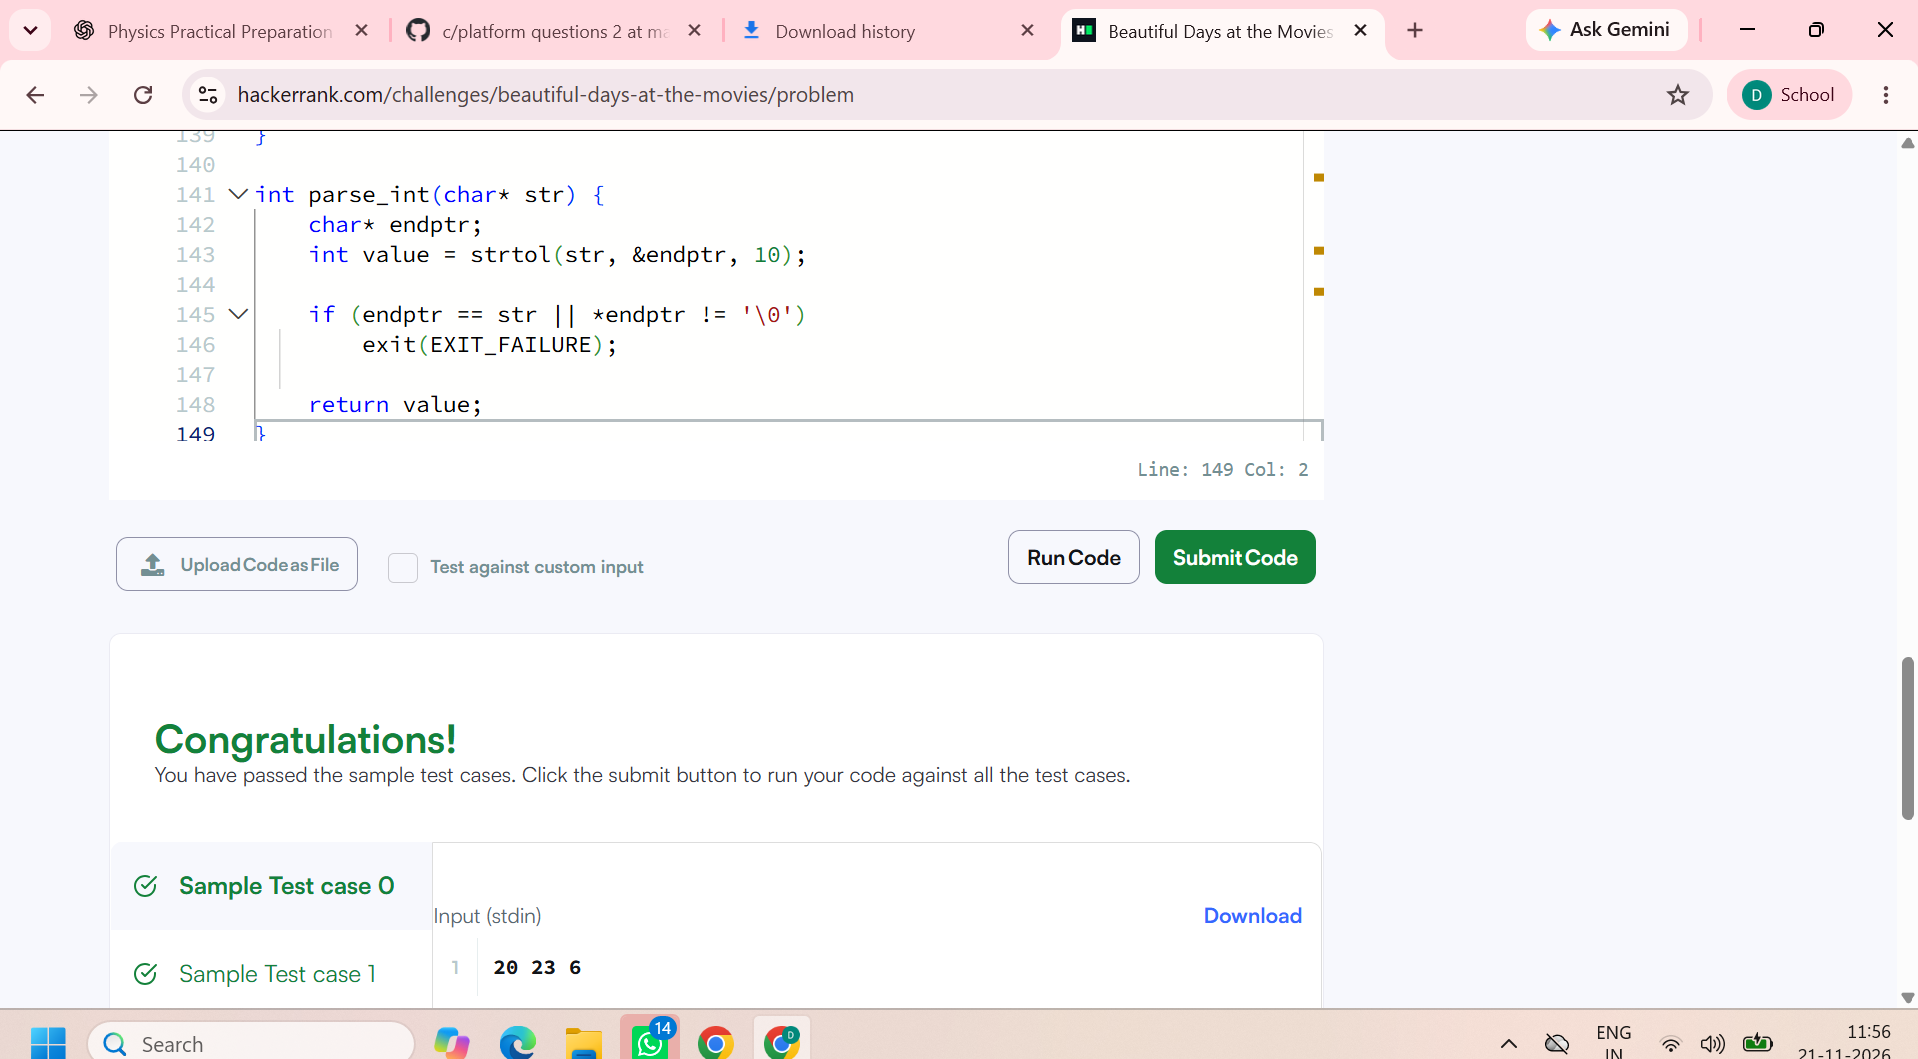 Physics Practical Preparation
c/platform questions 2 at ma
Download history
Beautiful Days at the Movies
Ask Gemini
hackerrank.com/challenges/beautiful-days-at-the-movies/problem
D School
139 }
140
141 int parse_int(char* str) {
142 char* endptr;
143 int value = strtol(str, &endptr, 10);
144
145 if (endptr == str || *endptr != '\0')
146 exit(EXIT_FAILURE);
147
148 return value;
149 }
Line: 149 Col: 2
Upload Code as File
Test against custom input
Run Code
Submit Code
Congratulations!
You have passed the sample test cases. Click the submit button to run your code against all the test cases.
Sample Test case 0
Input (stdin)
Download
Sample Test case 1
1 20 23 6
Search
14
D
ENG
IN
11:56
21-11-2026